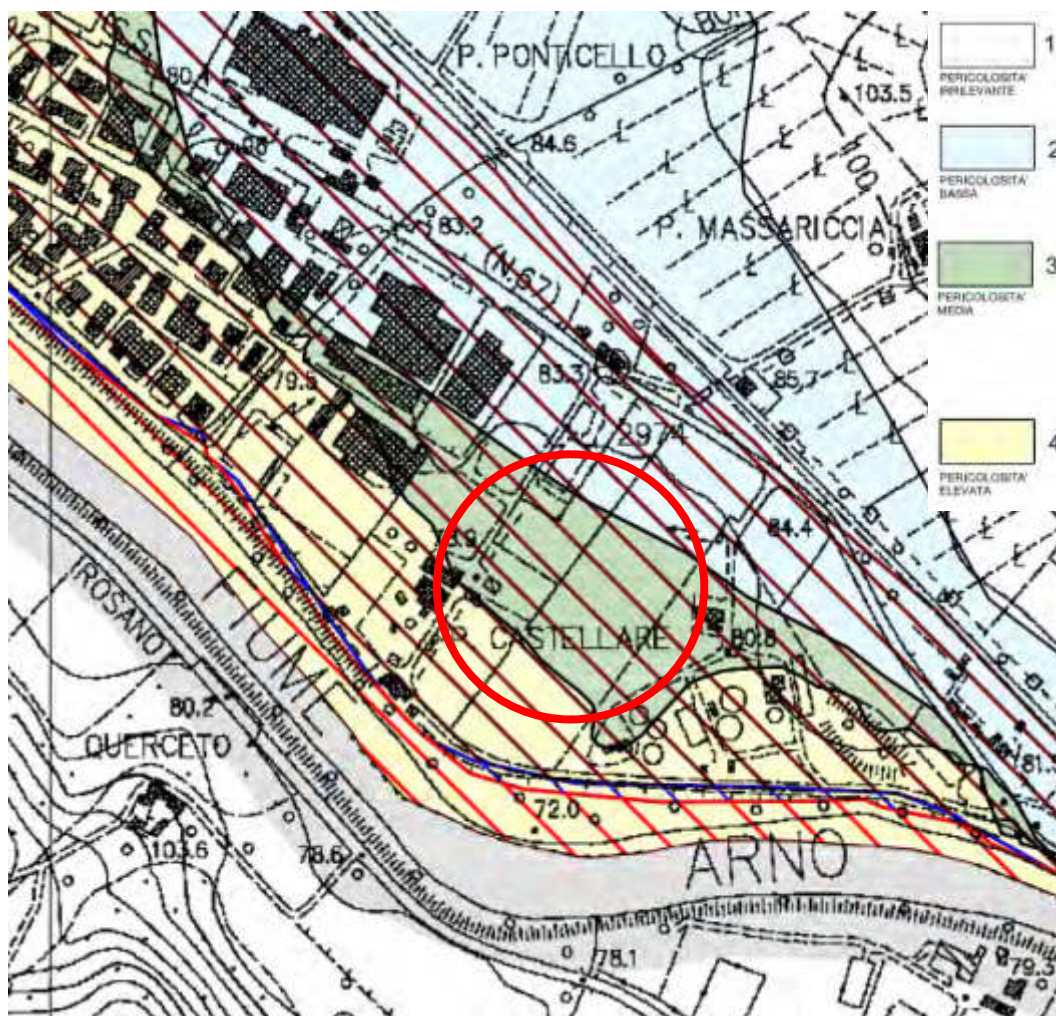 P. PONTICELLO
80.1
103.5
84.6
100
83.2
P. MASSARICCIA
(N.67)
79.5
83.3
85.7
2974
84.4
ROSANO
FIUME
CASTELLARE
80.8
80.2
QUERCETO
72.0
103.6
78.6
ARNO
78.1
79.3
1
PERICOLOSITA'
IRRILEVANTE
2
PERICOLOSITA'
BASSA
3
PERICOLOSITA'
MEDIA
4
PERICOLOSITA'
ELEVATA